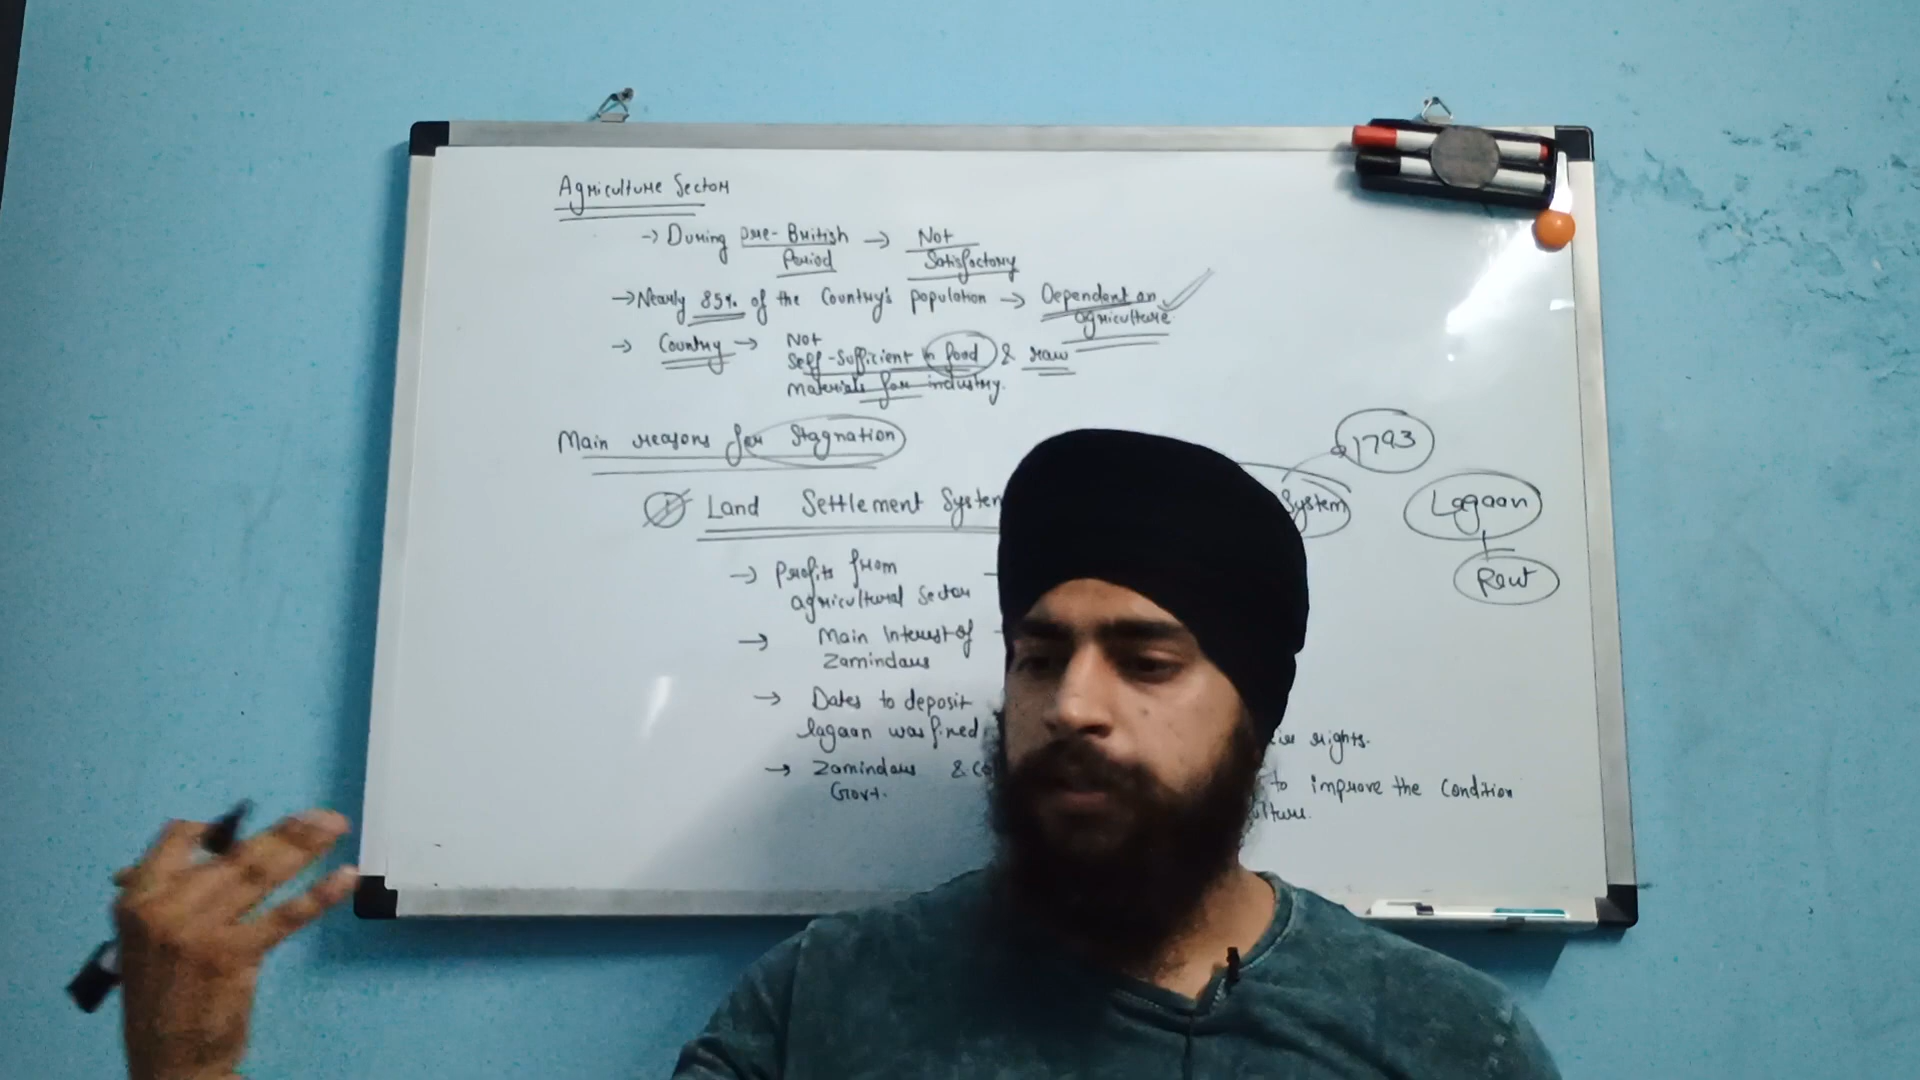 Agriculture Sector
→ During pre-British → Not
Period Satisfactory
→ Nearly 85% of the Country's population → Dependent on
agriculture
→ Country → Not
Self-sufficient in food & raw
materials for industry.
Main reasons for Stagnation
1793
① Land Settlement System
System
Lagaan
Rent
→ Profits from
agricultural sector
→ Main Interest of
Zamindars
→ Dates to deposit
lagaan was fixed
rights.
→ Zamindars &
to improve the condition
Govt.